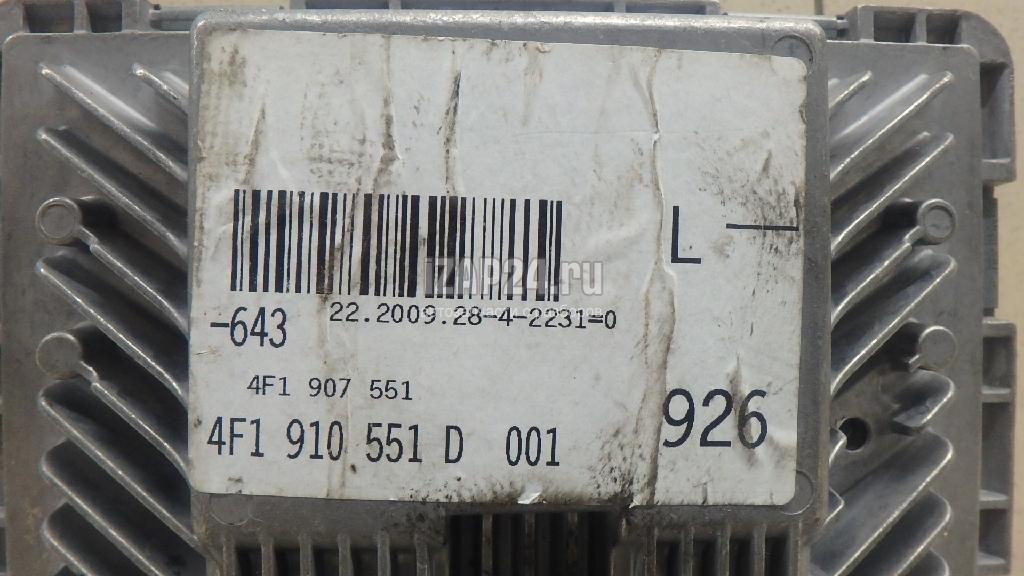 L
IZAP24.ru
22.2009.28-4-2231=0
-643
4F1 907 551
926
4F1 910 551 D 001